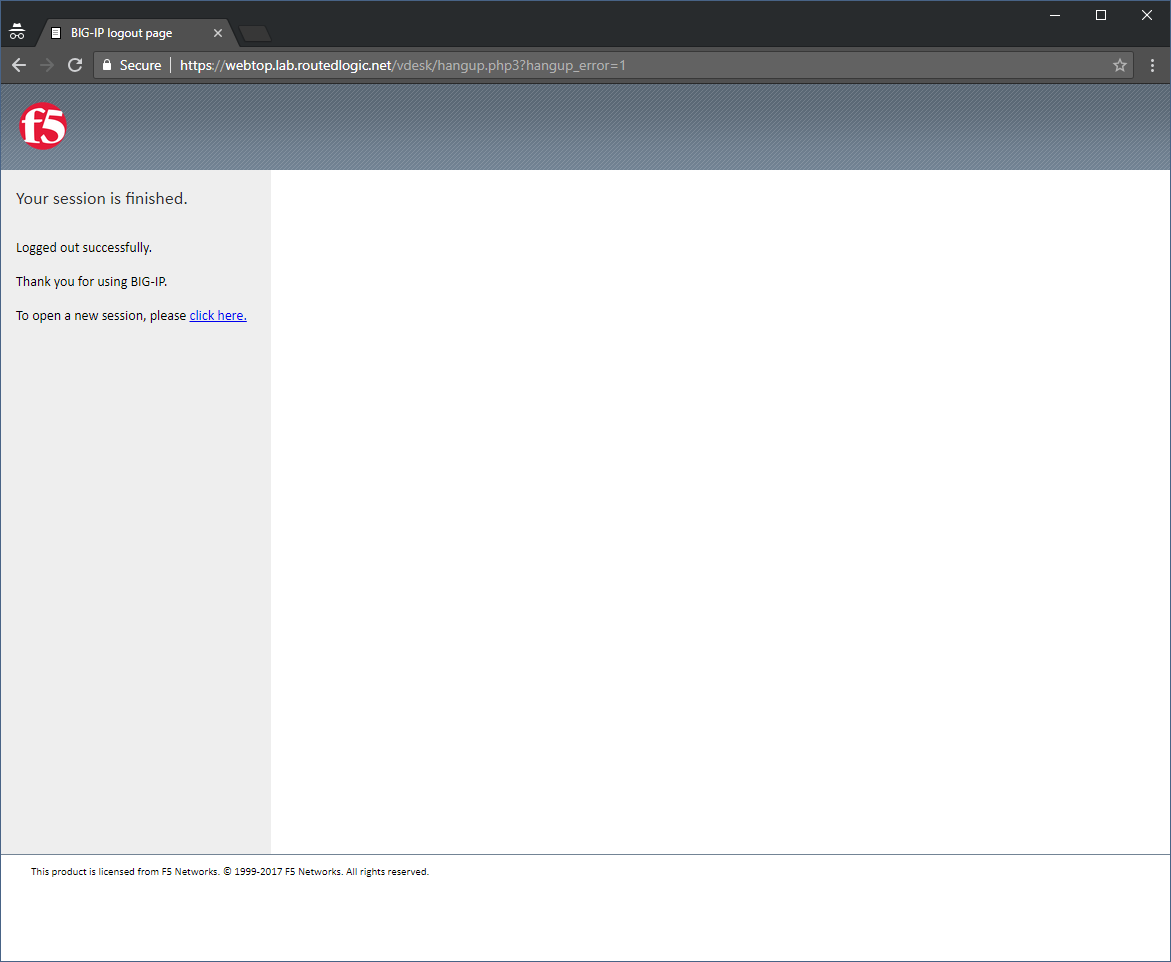 BIG-IP logout page
Secure
https://webtop.lab.routedlogic.net/vdesk/hangup.php3?hangup_error=1
f5
Your session is finished.
Logged out successfully.
Thank you for using BIG-IP.
To open a new session, please click here.
This product is licensed from F5 Networks. © 1999-2017 F5 Networks. All rights reserved.